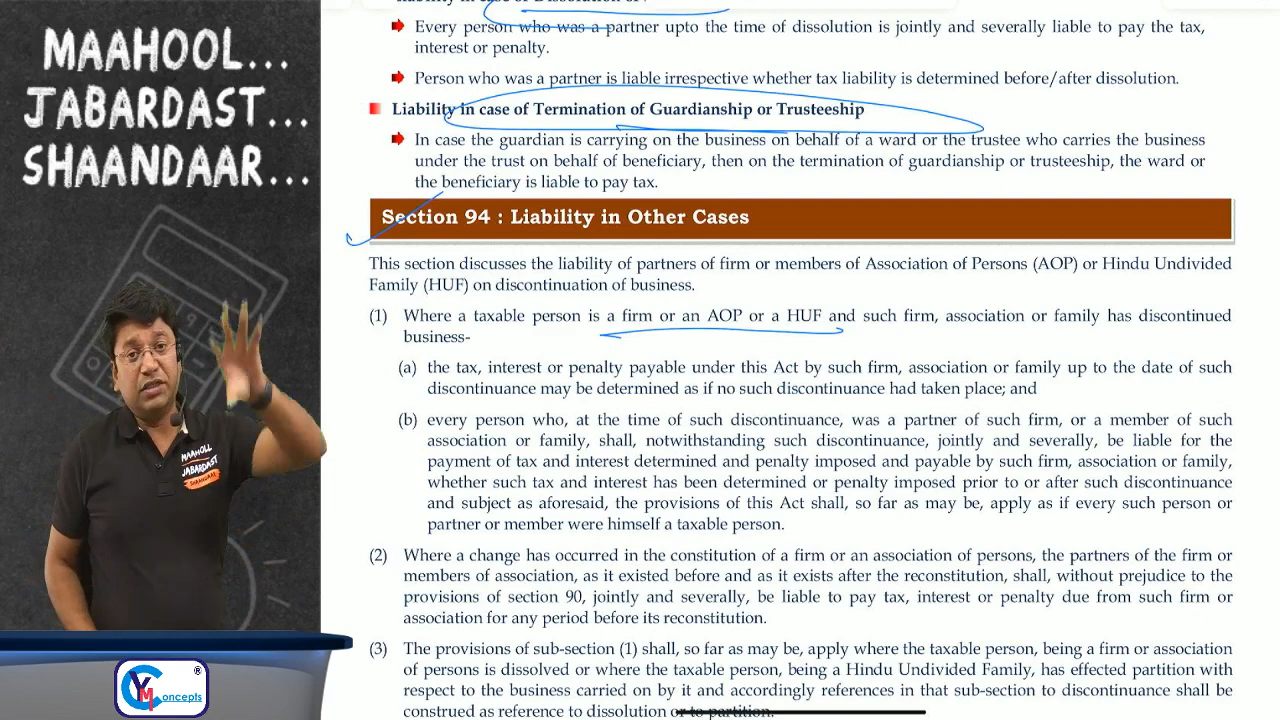 MAAHOOL...
JABARDAST...
SHAANDAAR...
MAAHOLL
JABARDAST
SHAANDAAR
YM Concepts ®
Every person who was a partner upto the time of dissolution is jointly and severally liable to pay the tax,
interest or penalty.
Person who was a partner is liable irrespective whether tax liability is determined before/after dissolution.
Liability in case of Termination of Guardianship or Trusteeship
In case the guardian is carrying on the business on behalf of a ward or the trustee who carries the business
under the trust on behalf of beneficiary, then on the termination of guardianship or trusteeship, the ward or
the beneficiary is liable to pay tax.
Section 94 : Liability in Other Cases
This section discusses the liability of partners of firm or members of Association of Persons (AOP) or Hindu Undivided
Family (HUF) on discontinuation of business.
(1) Where a taxable person is a firm or an AOP or a HUF and such firm, association or family has discontinued
business-
(a) the tax, interest or penalty payable under this Act by such firm, association or family up to the date of such
discontinuance may be determined as if no such discontinuance had taken place; and
(b) every person who, at the time of such discontinuance, was a partner of such firm, or a member of such
association or family, shall, notwithstanding such discontinuance, jointly and severally, be liable for the
payment of tax and interest determined and penalty imposed and payable by such firm, association or family,
whether such tax and interest has been determined or penalty imposed prior to or after such discontinuance
and subject as aforesaid, the provisions of this Act shall, so far as may be, apply as if every such person or
partner or member were himself a taxable person.
(2) Where a change has occurred in the constitution of a firm or an association of persons, the partners of the firm or
members of association, as it existed before and as it exists after the reconstitution, shall, without prejudice to the
provisions of section 90, jointly and severally, be liable to pay tax, interest or penalty due from such firm or
association for any period before its reconstitution.
(3) The provisions of sub-section (1) shall, so far as may be, apply where the taxable person, being a firm or association
of persons is dissolved or where the taxable person, being a Hindu Undivided Family, has effected partition with
respect to the business carried on by it and accordingly references in that sub-section to discontinuance shall be
construed as reference to dissolution or to partition.